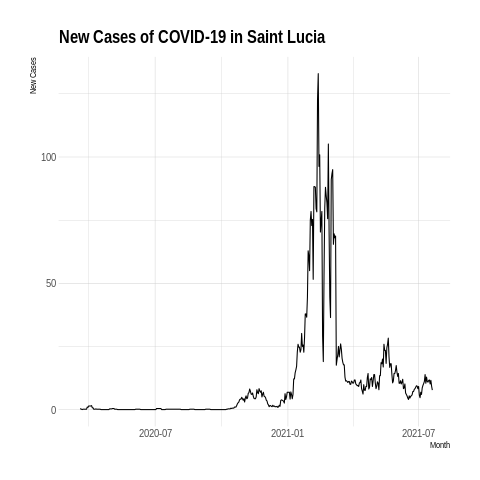 New Cases of COVID-19 in Saint Lucia
New Cases
100
50
0
2020-07
2021-01
2021-07
Month